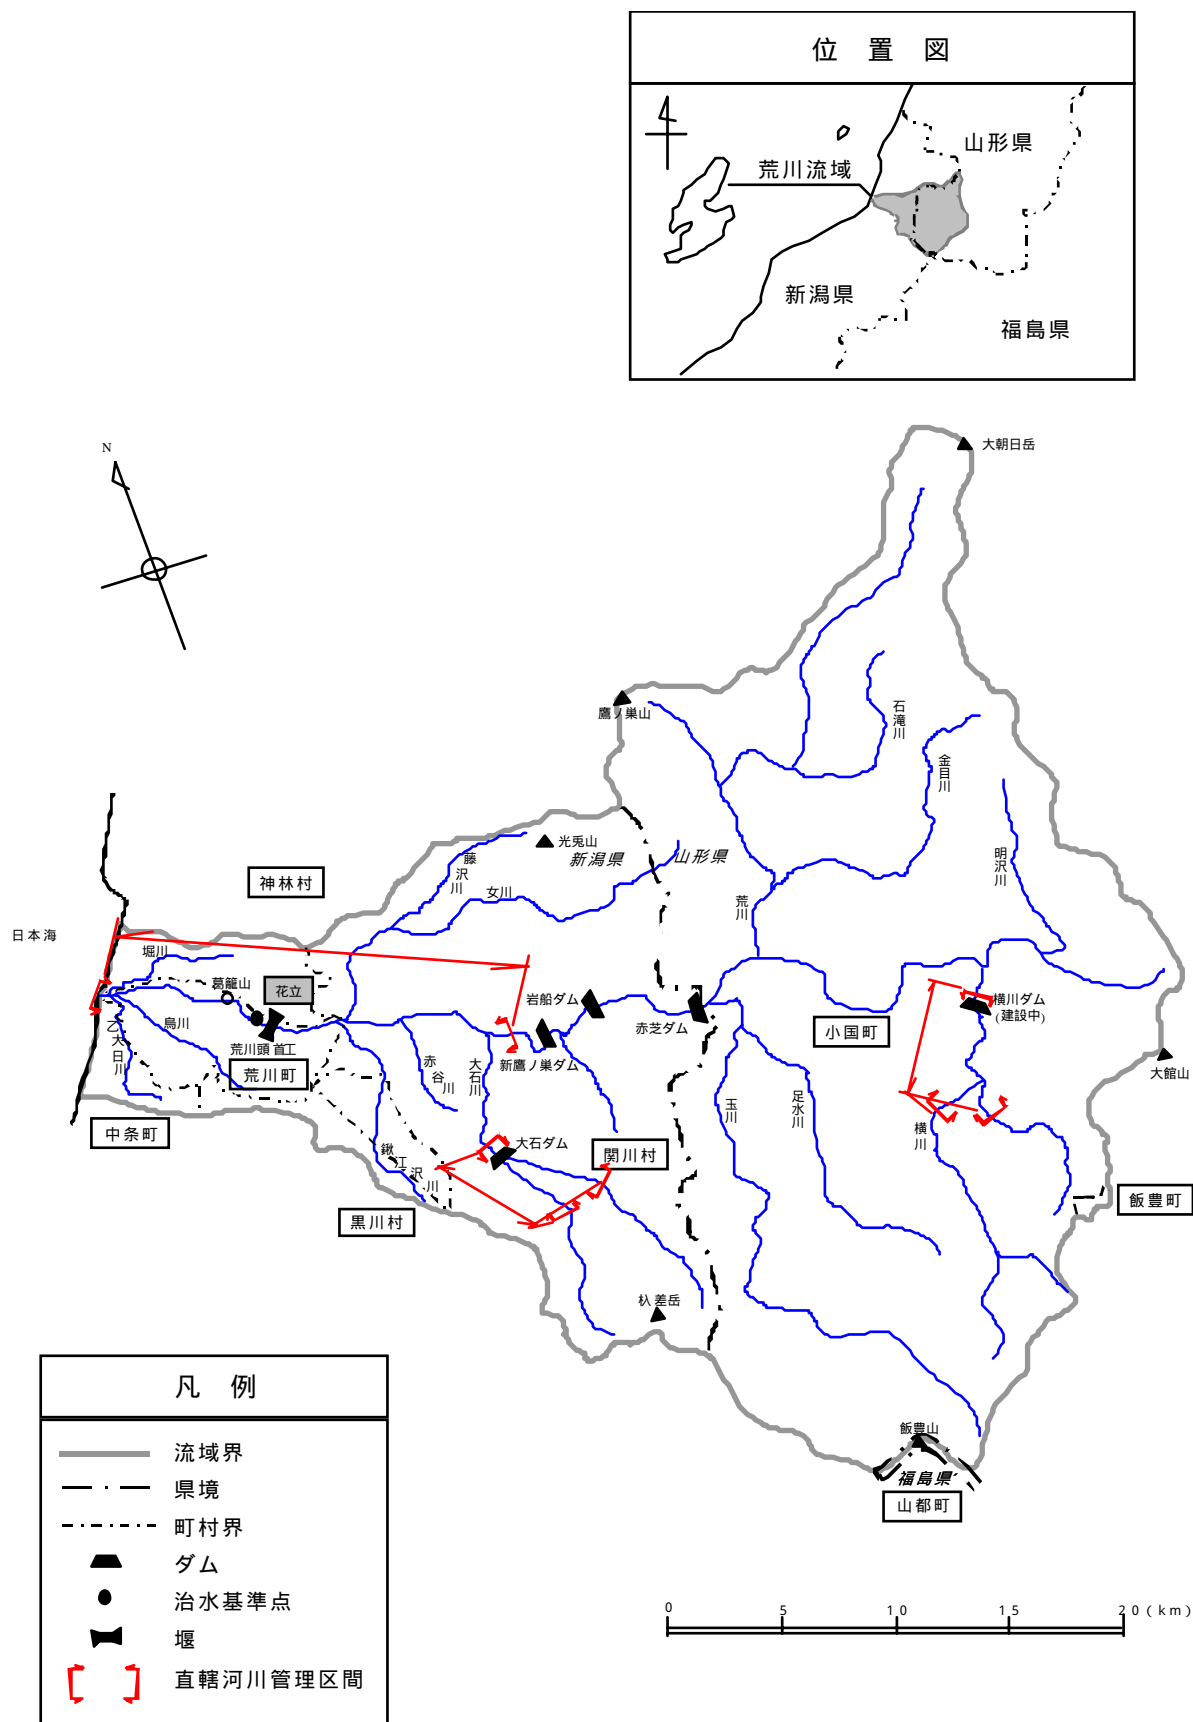 位 置 図
山形県
荒川流域
新潟県
福島県
N
大朝日岳
鷹ノ巣山
石滝川
金目川
明沢川
光兎山
新潟県
山形県
藤沢川
女川
神林村
荒川
日本海
堀川
葛籠山
花立
岩船ダム
赤芝ダム
横川ダム
(建設中)
小国町
烏川
乙大日川
荒川頭首工
荒川町
赤谷川
大石川
新鷹ノ巣ダム
大館山
玉川
足水川
横川
中条町
鍬江沢川
大石ダム
関川村
黒川村
飯豊町
杁差岳
飯豊山
福島県
山都町
凡 例
流域界
県境
町村界
ダム
治水基準点
堰
直轄河川管理区間
0 5 10 15 20(km)